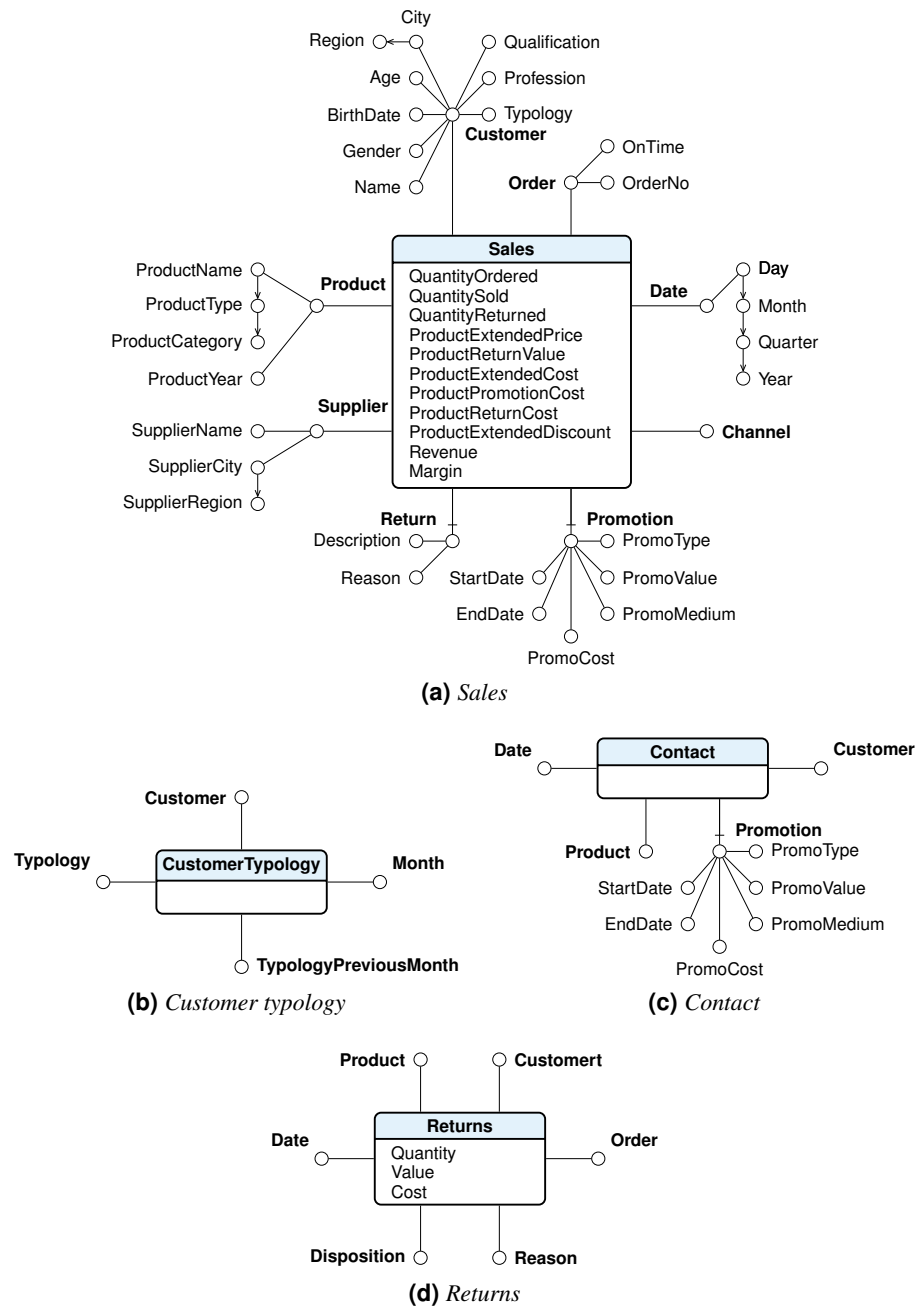 City
Region
Qualification
Age
Profession
BirthDate
Typology
Customer
Gender
Name
OnTime
Order
OrderNo
Sales
QuantityOrdered
QuantitySold
QuantityReturned
ProductExtendedPrice
ProductReturnValue
ProductExtendedCost
ProductPromotionCost
ProductReturnCost
ProductExtendedDiscount
Revenue
Margin
ProductName
Product
ProductType
ProductCategory
ProductYear
Date
Day
Month
Quarter
Year
Supplier
SupplierName
SupplierCity
SupplierRegion
Channel
Return
Description
Reason
Promotion
PromoType
StartDate
PromoValue
EndDate
PromoMedium
PromoCost
(a) Sales
Customer
Typology
CustomerTypology
Month
TypologyPreviousMonth
(b) Customer typology
Date
Contact
Customer
Product
Promotion
PromoType
StartDate
PromoValue
EndDate
PromoMedium
PromoCost
(c) Contact
Product
Customert
Returns
Date
Quantity
Value
Cost
Order
Disposition
Reason
(d) Returns